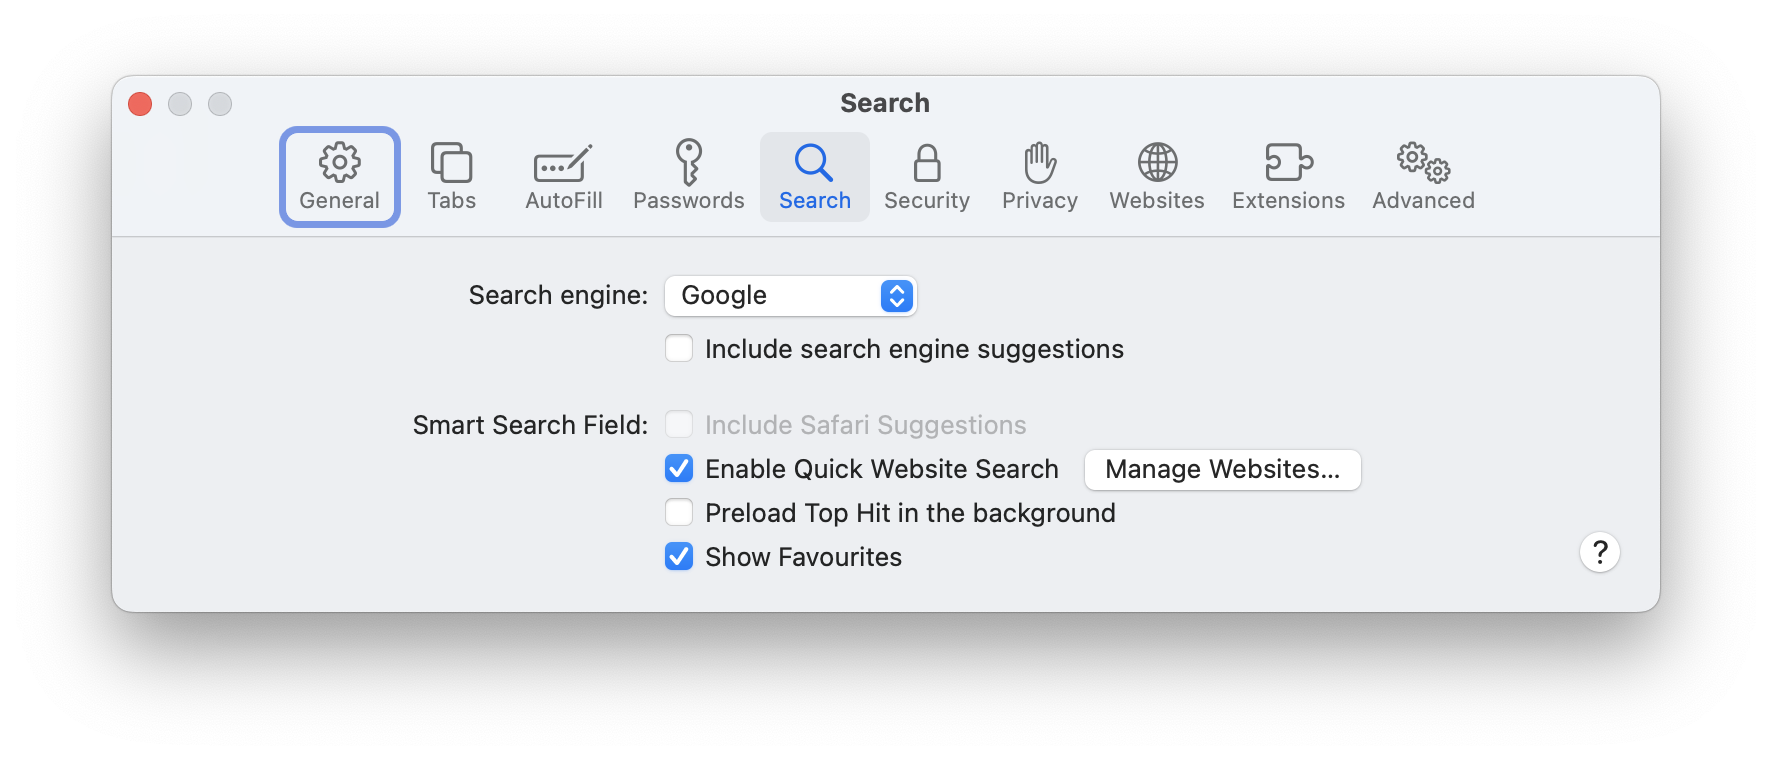 Search
General Tabs AutoFill Passwords Search Security Privacy Websites Extensions Advanced
Search engine: Google
Include search engine suggestions
Smart Search Field: Include Safari Suggestions
Enable Quick Website Search Manage Websites...
Preload Top Hit in the background
Show Favourites
?